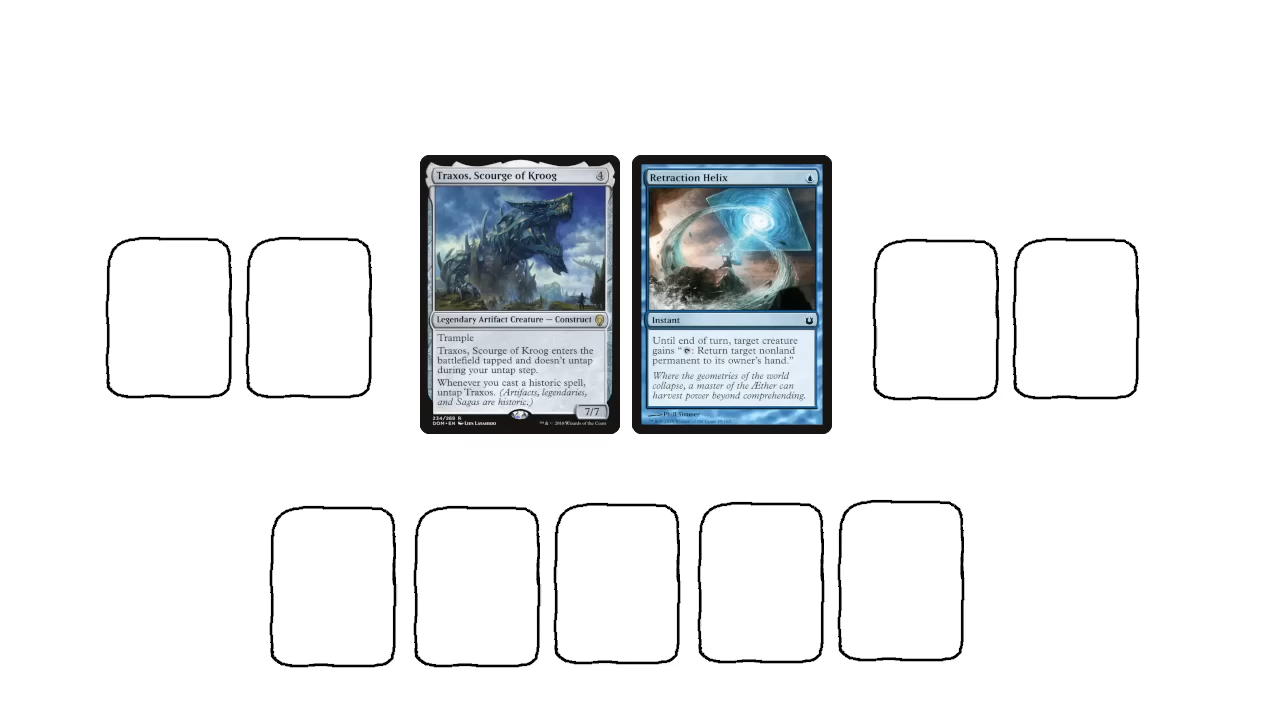 Traxos, Scourge of Kroog 4
Legendary Artifact Creature — Construct
Trample
Traxos, Scourge of Kroog enters the
battlefield tapped and doesn't untap
during your untap step.
Whenever you cast a historic spell,
untap Traxos. (Artifacts, legendaries,
and Sagas are historic.)
7/7
DOM • EN
Retraction Helix
Instant
Until end of turn, target creature
gains “: Return target nonland
permanent to its owner's hand.”
Where the geometries of the world
collapse, a master of the Æther can
harvest power beyond comprehending.